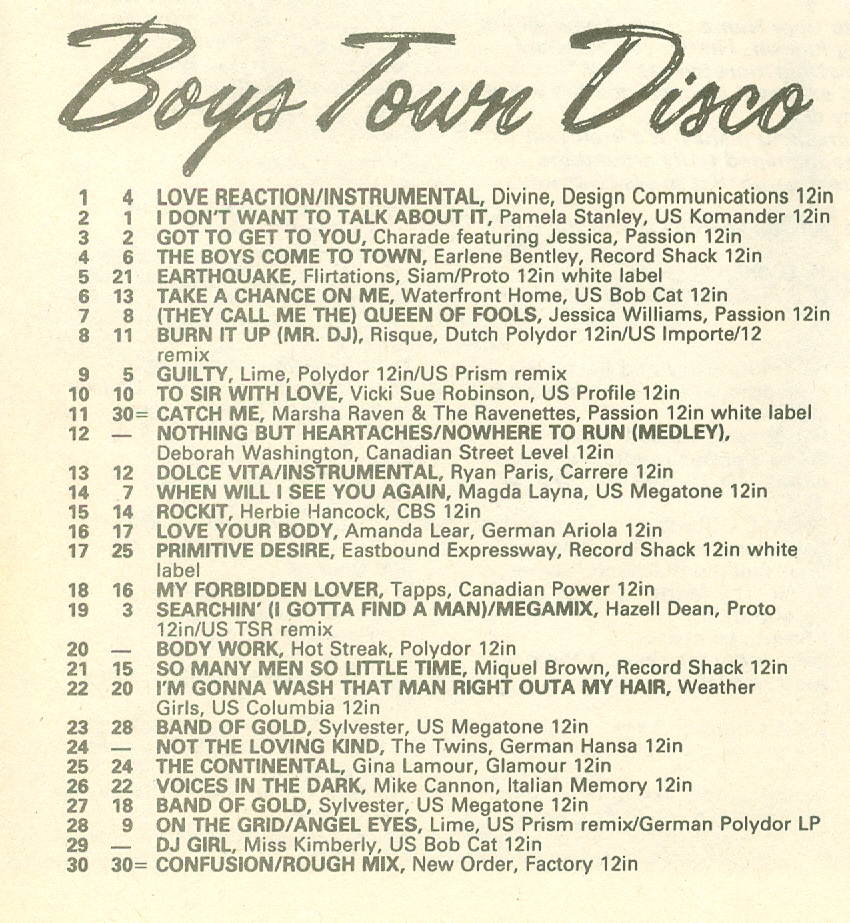 Boys Town Disco
1 4 LOVE REACTION/INSTRUMENTAL, Divine, Design Communications 12in
2 1 I DON'T WANT TO TALK ABOUT IT, Pamela Stanley, US Komander 12in
3 2 GOT TO GET TO YOU, Charade featuring Jessica, Passion 12in
4 6 THE BOYS COME TO TOWN, Earlene Bentley, Record Shack 12in
5 21 EARTHQUAKE, Flirtations, Siam/Proto 12in white label
6 13 TAKE A CHANCE ON ME, Waterfront Home, US Bob Cat 12in
7 8 (THEY CALL ME THE) QUEEN OF FOOLS, Jessica Williams, Passion 12in
8 11 BURN IT UP (MR. DJ), Risque, Dutch Polydor 12in/US Importe/12
remix
9 5 GUILTY, Lime, Polydor 12in/US Prism remix
10 10 TO SIR WITH LOVE, Vicki Sue Robinson, US Profile 12in
11 30= CATCH ME, Marsha Raven & The Ravenettes, Passion 12in white label
12 — NOTHING BUT HEARTACHES/NOWHERE TO RUN (MEDLEY),
Deborah Washington, Canadian Street Level 12in
13 12 DOLCE VITA/INSTRUMENTAL, Ryan Paris, Carrere 12in
14 7 WHEN WILL I SEE YOU AGAIN, Magda Layna, US Megatone 12in
15 14 ROCKIT, Herbie Hancock, CBS 12in
16 17 LOVE YOUR BODY, Amanda Lear, German Ariola 12in
17 25 PRIMITIVE DESIRE, Eastbound Expressway, Record Shack 12in white
label
18 16 MY FORBIDDEN LOVER, Tapps, Canadian Power 12in
19 3 SEARCHIN' (I GOTTA FIND A MAN)/MEGAMIX, Hazell Dean, Proto
12in/US TSR remix
20 — BODY WORK, Hot Streak, Polydor 12in
21 15 SO MANY MEN SO LITTLE TIME, Miquel Brown, Record Shack 12in
22 20 I'M GONNA WASH THAT MAN RIGHT OUTA MY HAIR, Weather
Girls, US Columbia 12in
23 28 BAND OF GOLD, Sylvester, US Megatone 12in
24 — NOT THE LOVING KIND, The Twins, German Hansa 12in
25 24 THE CONTINENTAL, Gina Lamour, Glamour 12in
26 22 VOICES IN THE DARK, Mike Cannon, Italian Memory 12in
27 18 BAND OF GOLD, Sylvester, US Megatone 12in
28 9 ON THE GRID/ANGEL EYES, Lime, US Prism remix/German Polydor LP
29 — DJ GIRL, Miss Kimberly, US Bob Cat 12in
30 30= CONFUSION/ROUGH MIX, New Order, Factory 12in